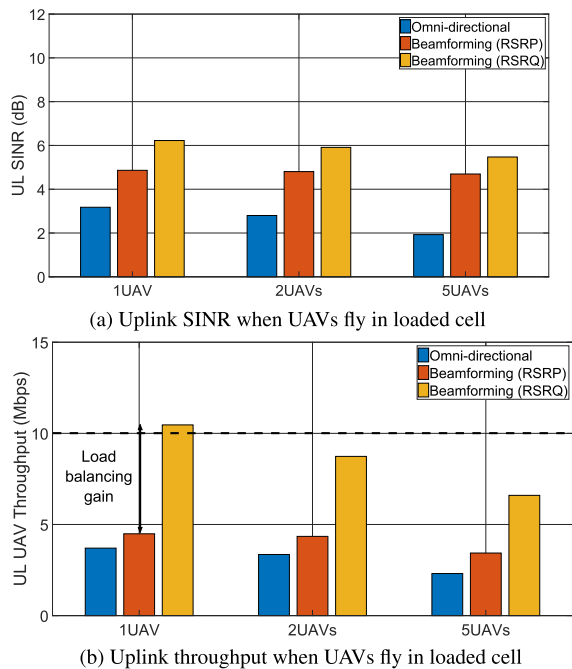 12
10
8
6
4
2
0
UL SINR (dB)
Omni-directional
Beamforming (RSRP)
Beamforming (RSRQ)
1UAV
2UAVs
5UAVs
(a) Uplink SINR when UAVs fly in loaded cell
15
10
5
0
UL UAV Throughput (Mbps)
Omni-directional
Beamforming (RSRP)
Beamforming (RSRQ)
Load
balancing
gain
1UAV
2UAVs
5UAVs
(b) Uplink throughput when UAVs fly in loaded cell